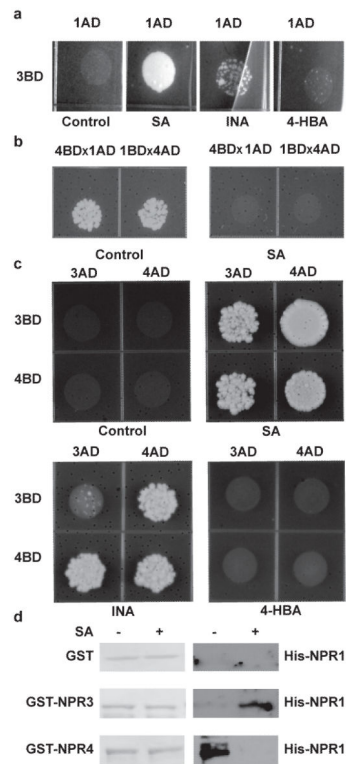 a
1AD 1AD 1AD 1AD
3BD
Control SA INA 4-HBA
b
4BDx1AD 1BDx4AD 4BDx1AD 1BDx4AD
Control SA
c
3AD 4AD 3AD 4AD
3BD
4BD
Control SA
3AD 4AD 3AD 4AD
3BD
4BD
INA 4-HBA
d
SA - + - +
GST His-NPR1
GST-NPR3 His-NPR1
GST-NPR4 His-NPR1